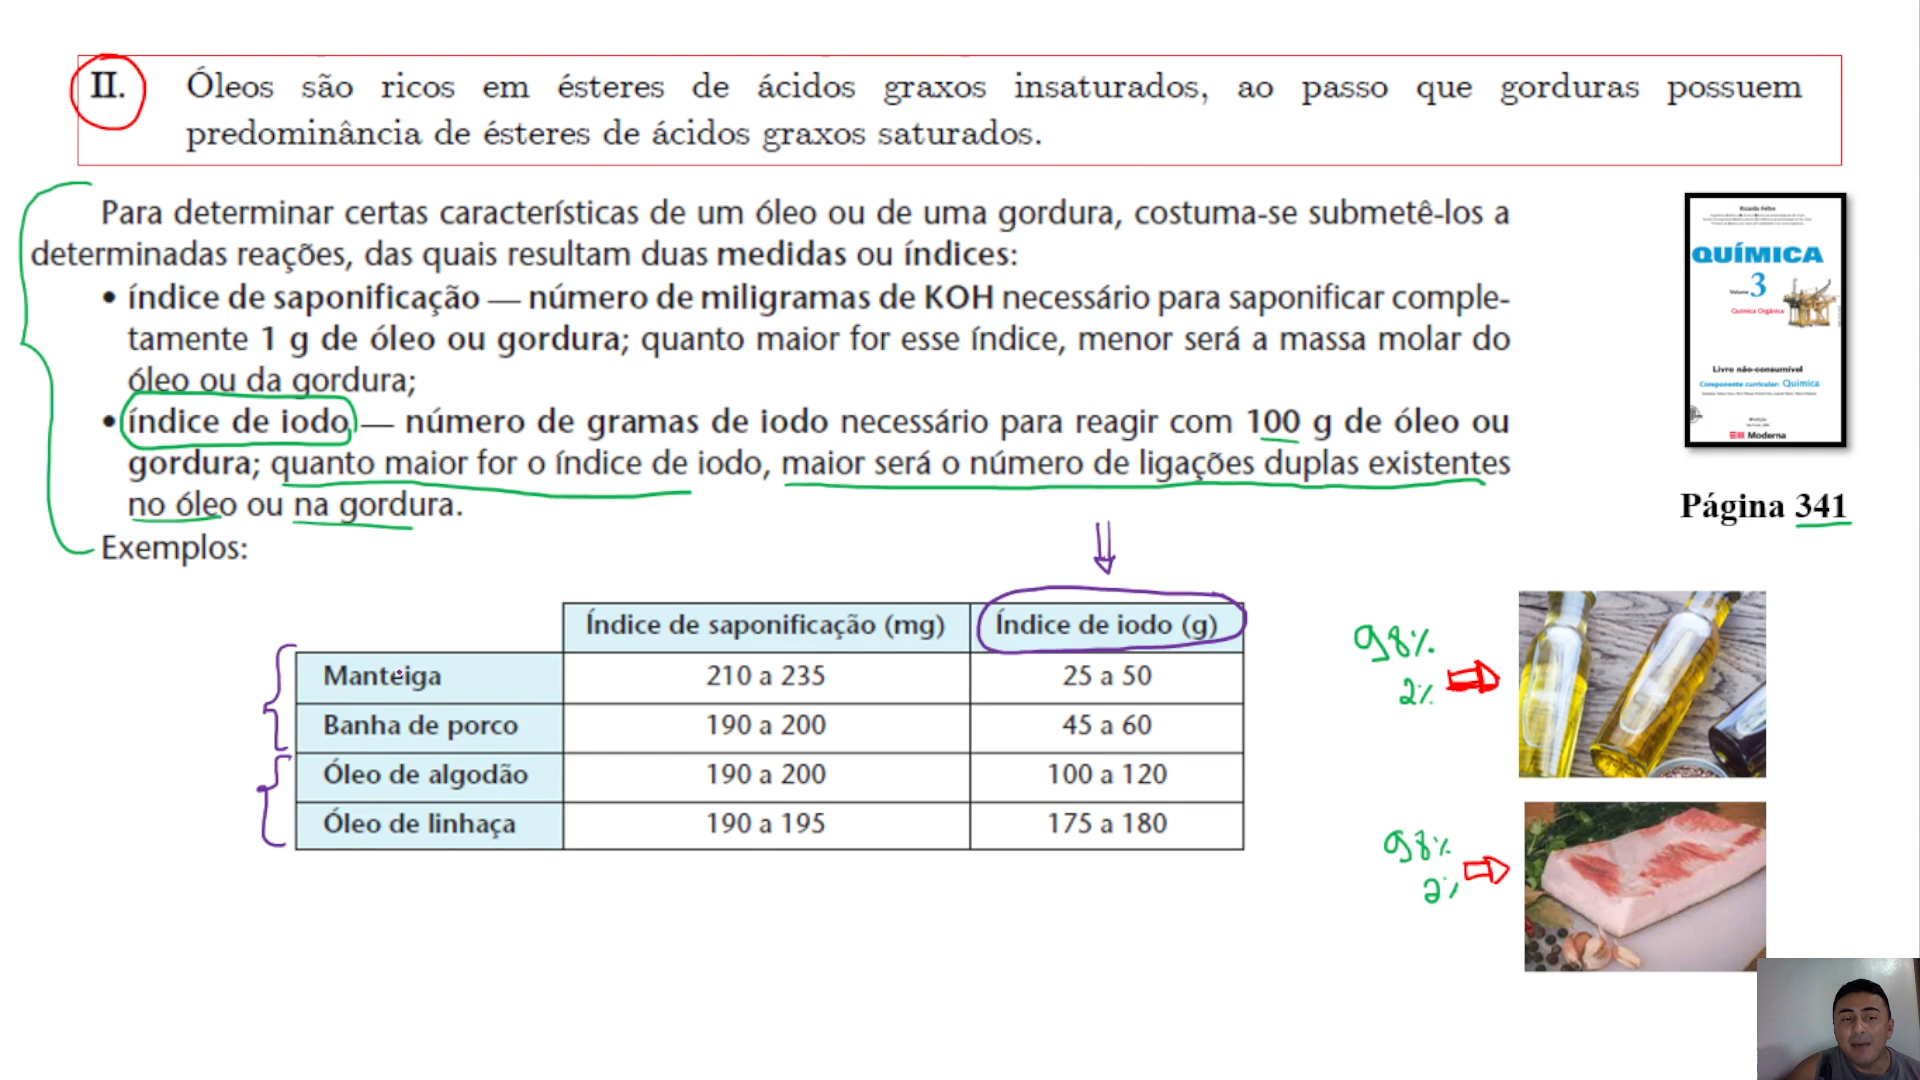 II. Óleos são ricos em ésteres de ácidos graxos insaturados, ao passo que gorduras possuem
predominância de ésteres de ácidos graxos saturados.
Para determinar certas características de um óleo ou de uma gordura, costuma-se submetê-los a
determinadas reações, das quais resultam duas medidas ou índices:
• índice de saponificação — número de miligramas de KOH necessário para saponificar comple-
tamente 1 g de óleo ou gordura; quanto maior for esse índice, menor será a massa molar do
óleo ou da gordura;
• índice de iodo — número de gramas de iodo necessário para reagir com 100 g de óleo ou
gordura; quanto maior for o índice de iodo, maior será o número de ligações duplas existentes
no óleo ou na gordura.
Exemplos:
Índice de saponificação (mg) Índice de iodo (g)
Manteiga 210 a 235 25 a 50
Banha de porco 190 a 200 45 a 60
Óleo de algodão 190 a 200 100 a 120
Óleo de linhaça 190 a 195 175 a 180
Ricardo Feltre
QUÍMICA
Volume 3
Química Orgânica
Livro não-consumível
Componente curricular: Química
Moderna
Página 341
98%
2%
98%
2%